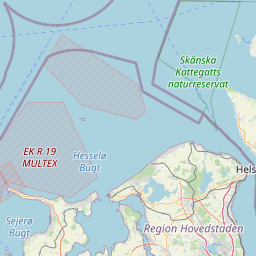 Skånska
Kattegatts
naturreservat
EK R 19
MULTEX
Hesselø
Bugt
Hels
Sejerø
Bugt
Region Hovedstaden